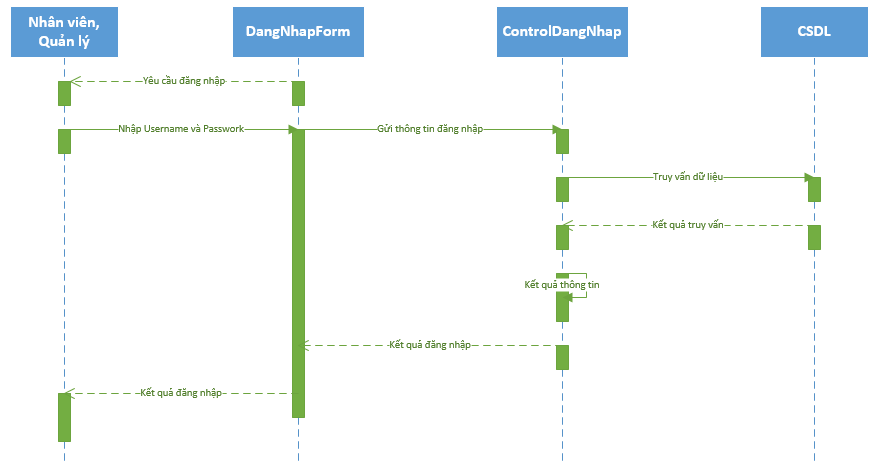 Nhân viên,
Quản lý
DangNhapForm
ControlDangNhap
CSDL
Yêu cầu đăng nhập
Nhập Username và Passwork
Gửi thông tin đăng nhập
Truy vấn dữ liệu
Kết quả truy vấn
Kết quả thông tin
Kết quả đăng nhập
Kết quả đăng nhập